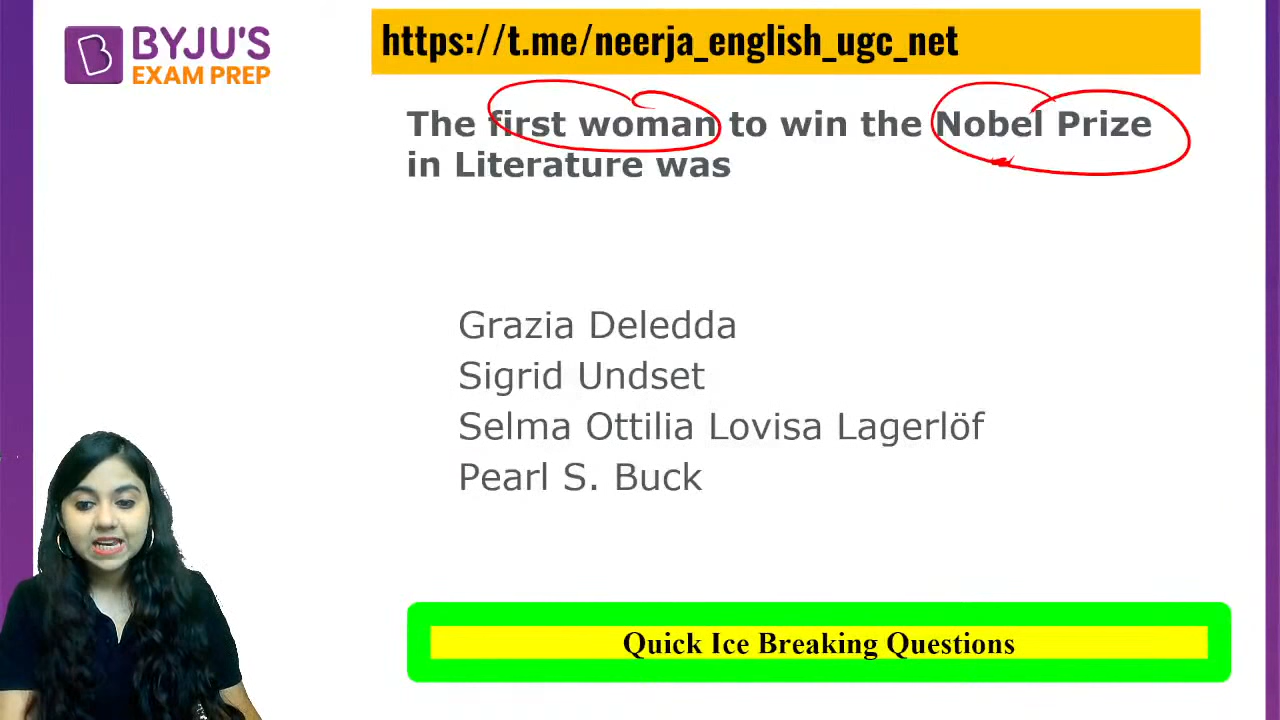 BYJU'S
EXAM PREP
https://t.me/neerja_english_ugc_net
The first woman to win the Nobel Prize
in Literature was
Grazia Deledda
Sigrid Undset
Selma Ottilia Lovisa Lagerlöf
Pearl S. Buck
Quick Ice Breaking Questions